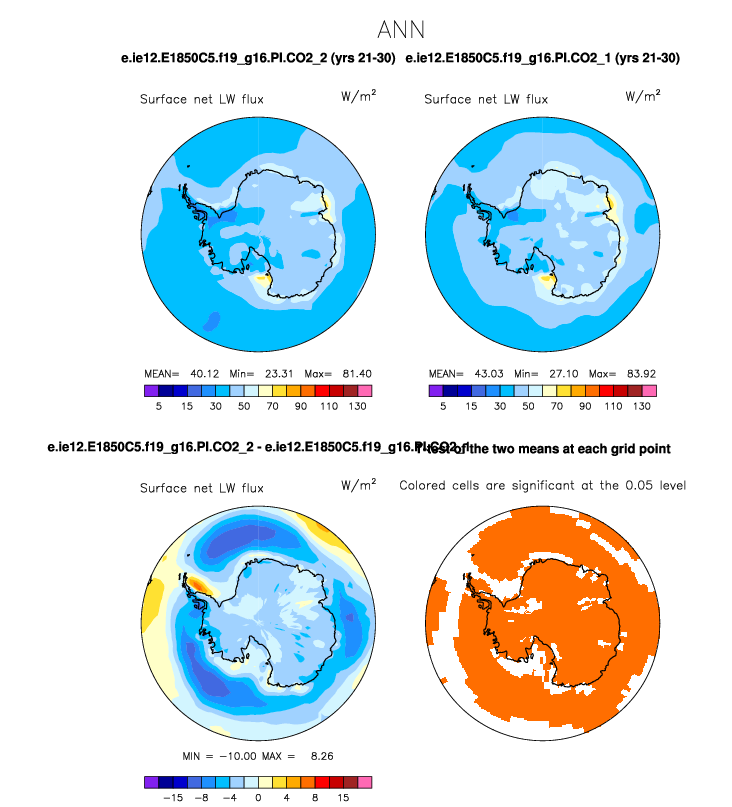 ANN
e.ie12.E1850C5.f19_g16.PI.CO2_2 (yrs 21-30) e.ie12.E1850C5.f19_g16.PI.CO2_1 (yrs 21-30)
Surface net LW flux W/m² Surface net LW flux W/m²
MEAN= 40.12 Min= 23.31 Max= 81.40 MEAN= 43.03 Min= 27.10 Max= 83.92
5 15 30 50 70 90 110 130 5 15 30 50 70 90 110 130
e.ie12.E1850C5.f19_g16.PI.CO2_2 - e.ie12.E1850C5.f19_g16.PI.CO2_1 T-test of the two means at each grid point
Surface net LW flux W/m² Colored cells are significant at the 0.05 level
MIN = −10.00 MAX = 8.26
−15 −8 −4 0 4 8 15